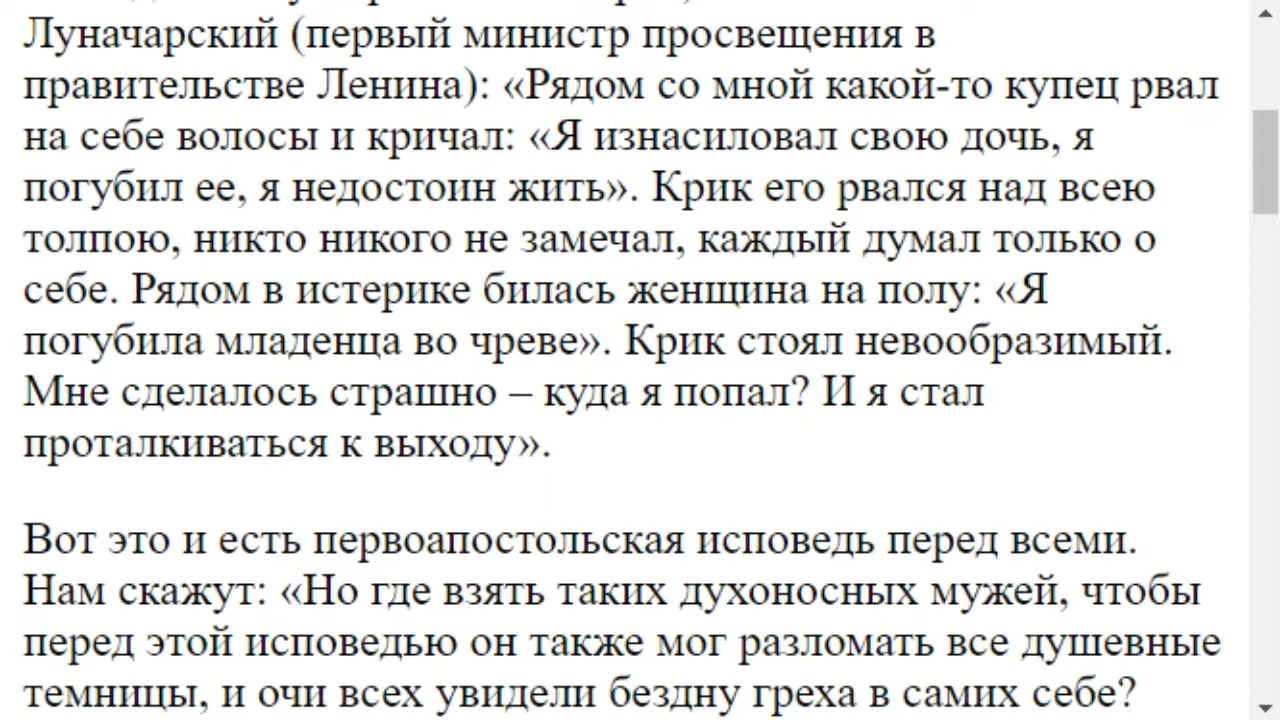 Луначарский (первый министр просвещения в
правительстве Ленина): «Рядом со мной какой-то купец рвал
на себе волосы и кричал: «Я изнасиловал свою дочь, я
погубил ее, я недостоин жить». Крик его рвался над всею
толпою, никто никого не замечал, каждый думал только о
себе. Рядом в истерике билась женщина на полу: «Я
погубила младенца во чреве». Крик стоял невообразимый.
Мне сделалось страшно – куда я попал? И я стал
проталкиваться к выходу».
Вот это и есть первоапостольская исповедь перед всеми.
Нам скажут: «Но где взять таких духоносных мужей, чтобы
перед этой исповедью он также мог разломать все душевные
темницы, и очи всех увидели бездну греха в самих себе?